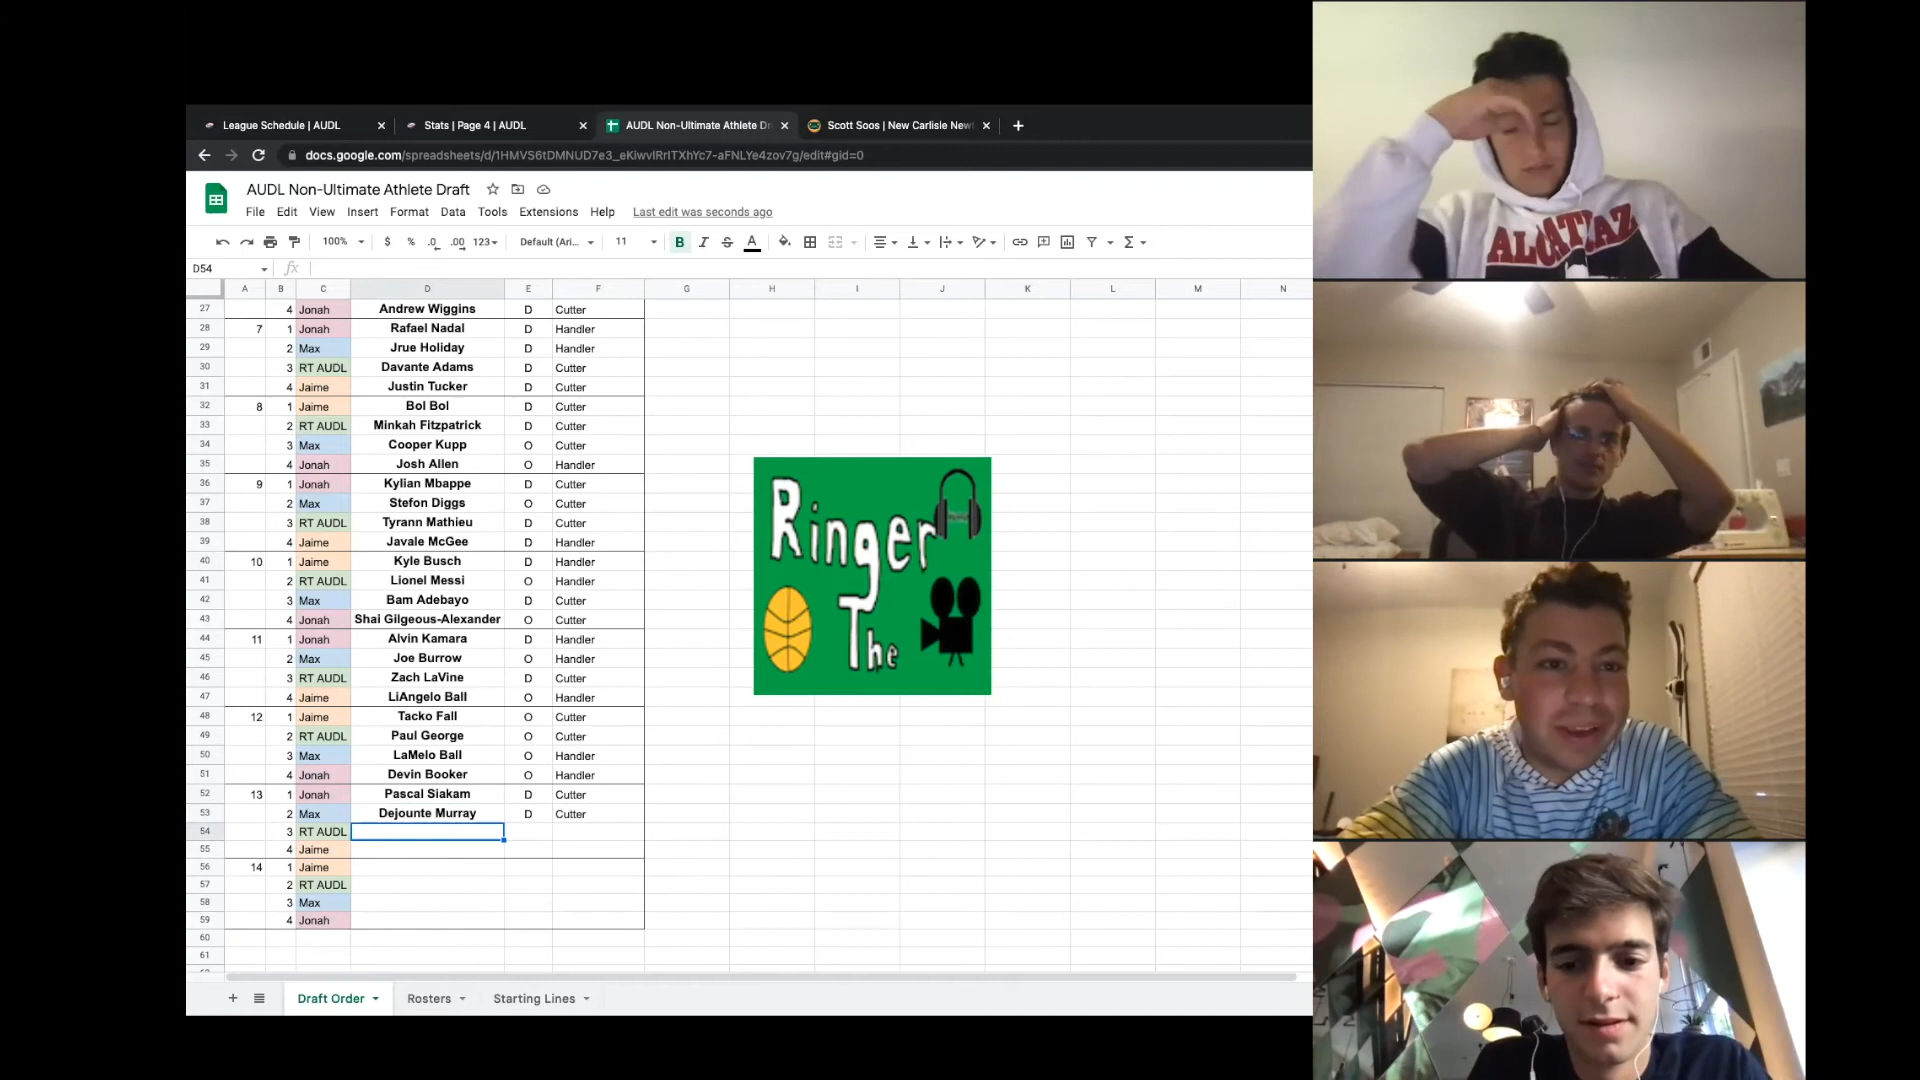 League Schedule | AUDL
Stats | Page 4 | AUDL
AUDL Non-Ultimate Athlete Dr
Scott Soos | New Carlisle New
docs.google.com/spreadsheets/d/1HMVS6tDMNUD7e3_eKiwvlRrITXhYc7-aFNLYe4zov7g/edit#gid=0
AUDL Non-Ultimate Athlete Draft
File Edit View Insert Format Data Tools Extensions Help Last edit was seconds ago
100% $ % .0 .00 123 Default (Ari... 11 B I S A
D54 fx
A B C D E F G H I J K L M N
27 4 Jonah Andrew Wiggins D Cutter
28 7 1 Jonah Rafael Nadal D Handler
29 2 Max Jrue Holiday D Handler
30 3 RT AUDL Davante Adams D Cutter
31 4 Jaime Justin Tucker D Cutter
32 8 1 Jaime Bol Bol D Cutter
33 2 RT AUDL Minkah Fitzpatrick D Cutter
34 3 Max Cooper Kupp O Cutter
35 4 Jonah Josh Allen O Handler
36 9 1 Jonah Kylian Mbappe D Cutter
37 2 Max Stefon Diggs O Cutter
38 3 RT AUDL Tyrann Mathieu D Cutter
39 4 Jaime Javale McGee D Handler
40 10 1 Jaime Kyle Busch D Handler
41 2 RT AUDL Lionel Messi O Handler
42 3 Max Bam Adebayo D Cutter
43 4 Jonah Shai Gilgeous-Alexander O Cutter
44 11 1 Jonah Alvin Kamara D Handler
45 2 Max Joe Burrow O Handler
46 3 RT AUDL Zach LaVine D Cutter
47 4 Jaime LiAngelo Ball O Handler
48 12 1 Jaime Tacko Fall O Cutter
49 2 RT AUDL Paul George O Cutter
50 3 Max LaMelo Ball O Handler
51 4 Jonah Devin Booker O Handler
52 13 1 Jonah Pascal Siakam D Cutter
53 2 Max Dejounte Murray D Cutter
54 3 RT AUDL
55 4 Jaime
56 14 1 Jaime
57 2 RT AUDL
58 3 Max
59 4 Jonah
60
61
Ringer
The
Draft Order Rosters Starting Lines
ALCATRAZ